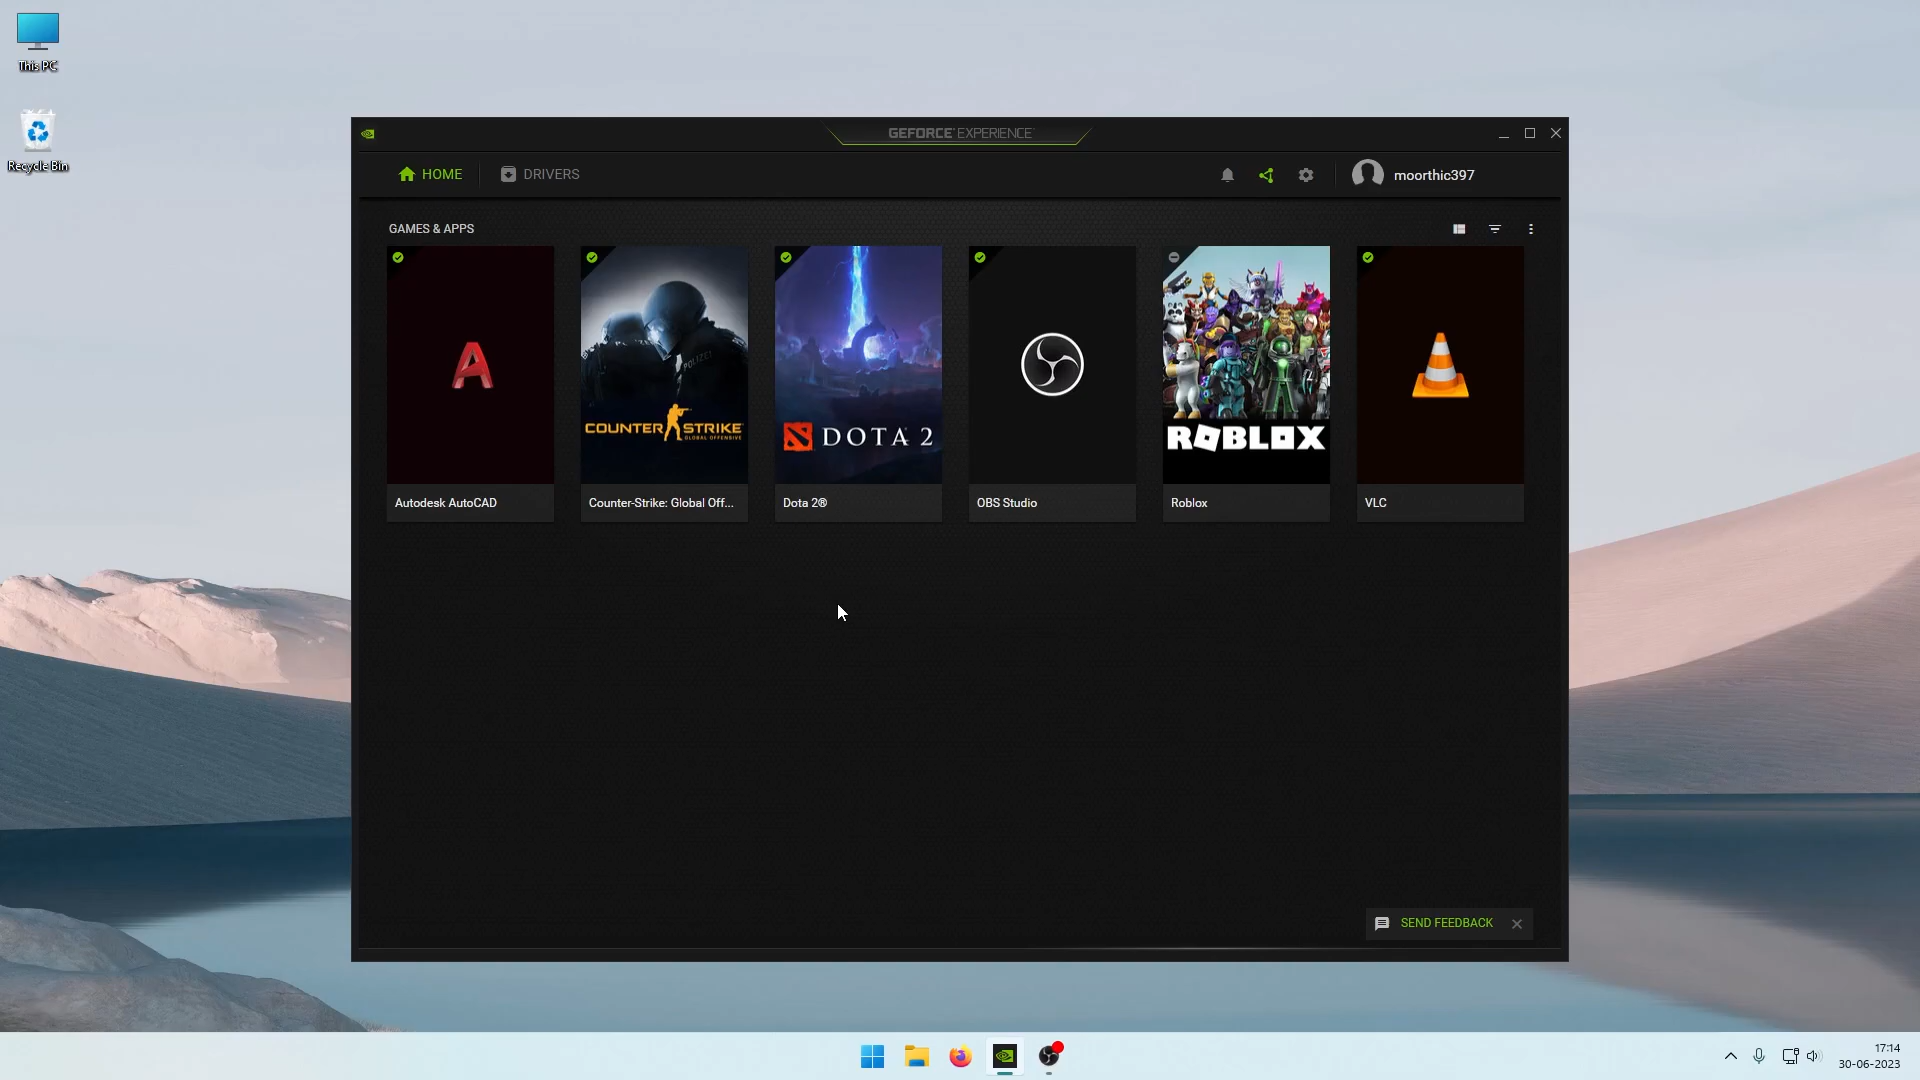 This PC
Recycle Bin
GEFORCE EXPERIENCE
HOME
DRIVERS
moorthic397
GAMES & APPS
POLIZEI
COUNTER STRIKE
GLOBAL OFFENSIVE
DOTA 2
ROBLOX
Autodesk AutoCAD
Counter-Strike: Global Off...
Dota 2®
OBS Studio
Roblox
VLC
SEND FEEDBACK
17:14
30-06-2023